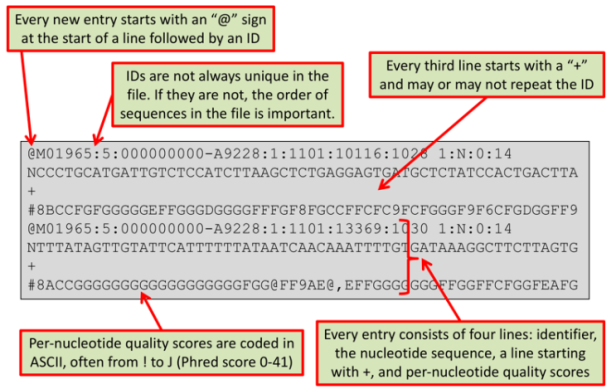 Every new entry starts with an “@” sign
at the start of a line followed by an ID
IDs are not always unique in the
file. If they are not, the order of
sequences in the file is important.
Every third line starts with a “+”
and may or may not repeat the ID
@M01965:5:000000000-A9228:1:1101:10116:1028 1:N:0:14
NCCCTGCATGATTGTCTCCATCTTAAGCTCTGAGGAGTGATGCTCTATCCACTGACTTA
+
#8BCCFGFGGGGGEFFGGGDGGGGFFFGF8FGCCFFCFC9FCFGGGF9F6CFGDGGFF9
@M01965:5:000000000-A9228:1:1101:13369:1030 1:N:0:14
NTTTATAGTTGTATTCATTTTTTATAATCAACAAATTTTGTGATAAAGGCTTCTTAGTG
+
#8ACCGGGGGGGGGGGGGGGGGGGFGG@FF9AE@,EFFGGGGGGGFFGGFFCFGGFEAFG
Per-nucleotide quality scores are coded in
ASCII, often from ! to J (Phred score 0-41)
Every entry consists of four lines: identifier,
the nucleotide sequence, a line starting
with +, and per-nucleotide quality scores